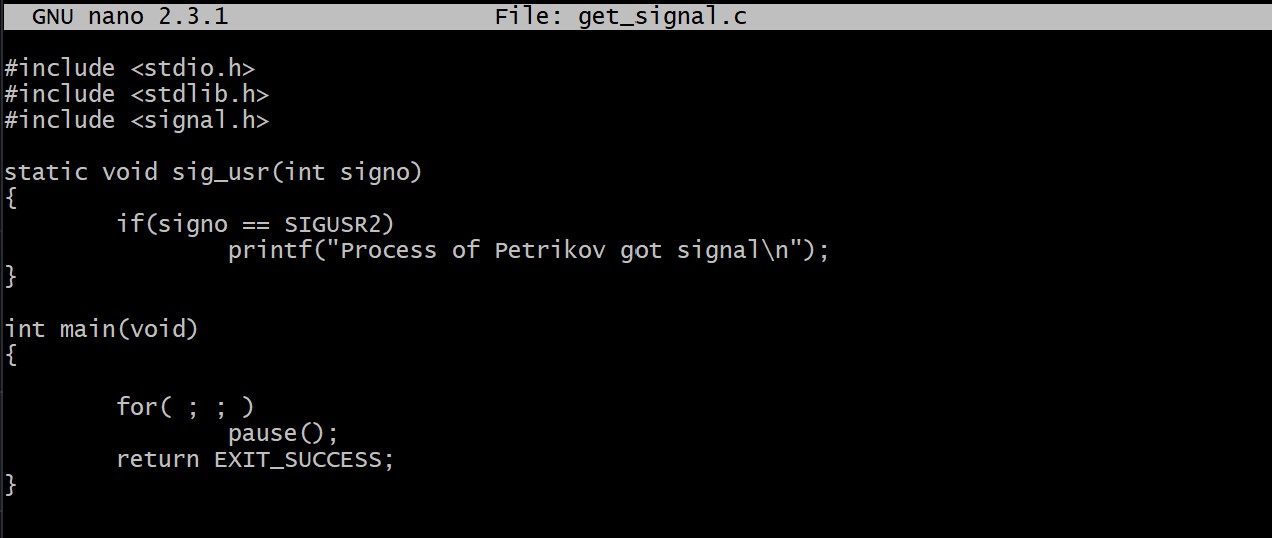 GNU nano 2.3.1 File: get_signal.c
#include <stdio.h>
#include <stdlib.h>
#include <signal.h>
static void sig_usr(int signo)
{
if(signo == SIGUSR2)
printf("Process of Petrikov got signal\n");
}
int main(void)
{
for( ; ; )
pause();
return EXIT_SUCCESS;
}